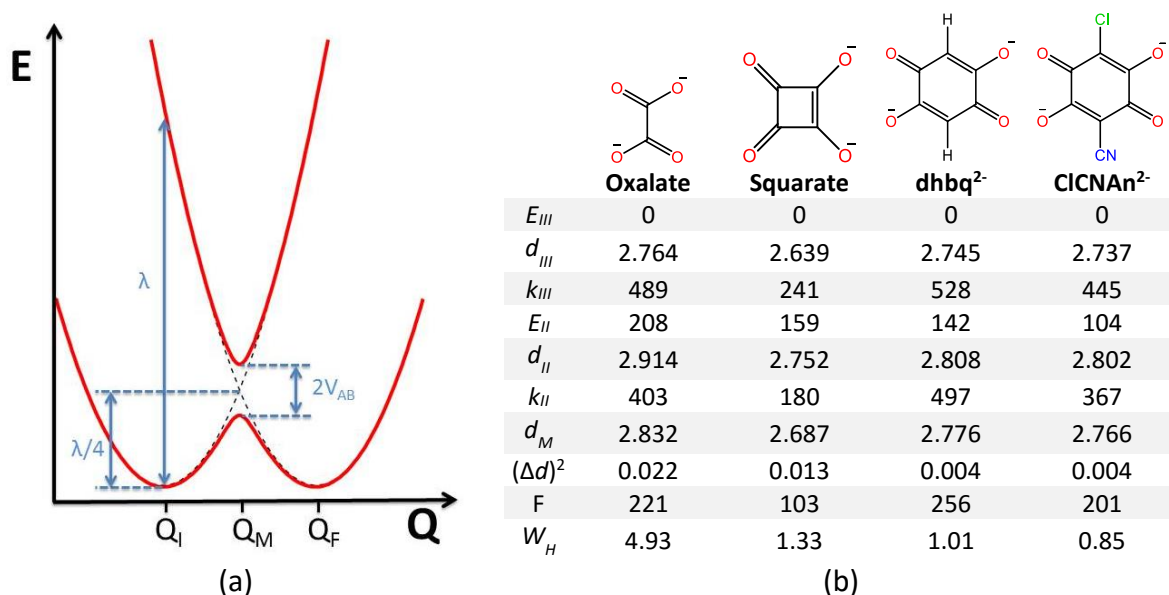 E
λ
λ/4
2V_AB
Q_I Q_M Q_F Q
(a)
O O⁻ ⁻O O
O O⁻ O O⁻
H O O⁻ ⁻O O H
Cl O O⁻ ⁻O O CN
Oxalate Squarate dhbq²⁻ ClCNAn²⁻
E_III 0 0 0 0
d_III 2.764 2.639 2.745 2.737
k_III 489 241 528 445
E_II 208 159 142 104
d_II 2.914 2.752 2.808 2.802
k_II 403 180 497 367
d_M 2.832 2.687 2.776 2.766
(Δd)² 0.022 0.013 0.004 0.004
F 221 103 256 201
W_H 4.93 1.33 1.01 0.85
(b)